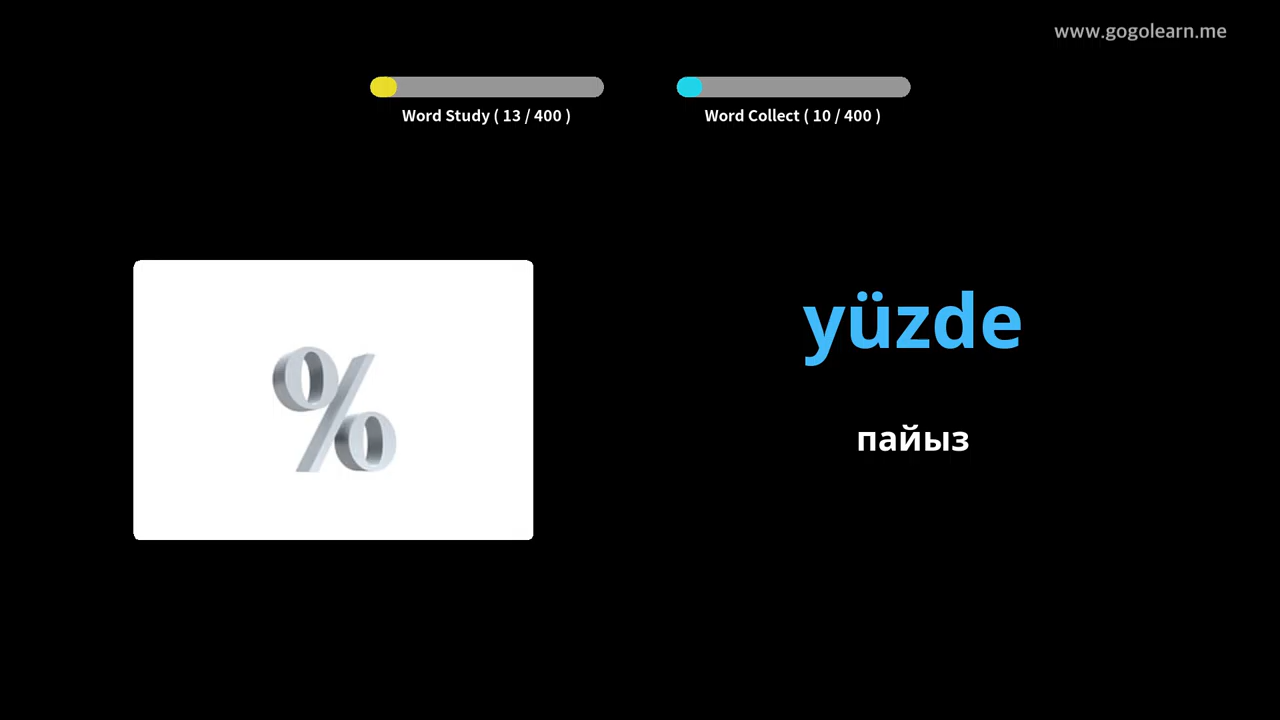 www.gogolearn.me
Word Study ( 13 / 400 )
Word Collect ( 10 / 400 )
%
yüzde
пайыз